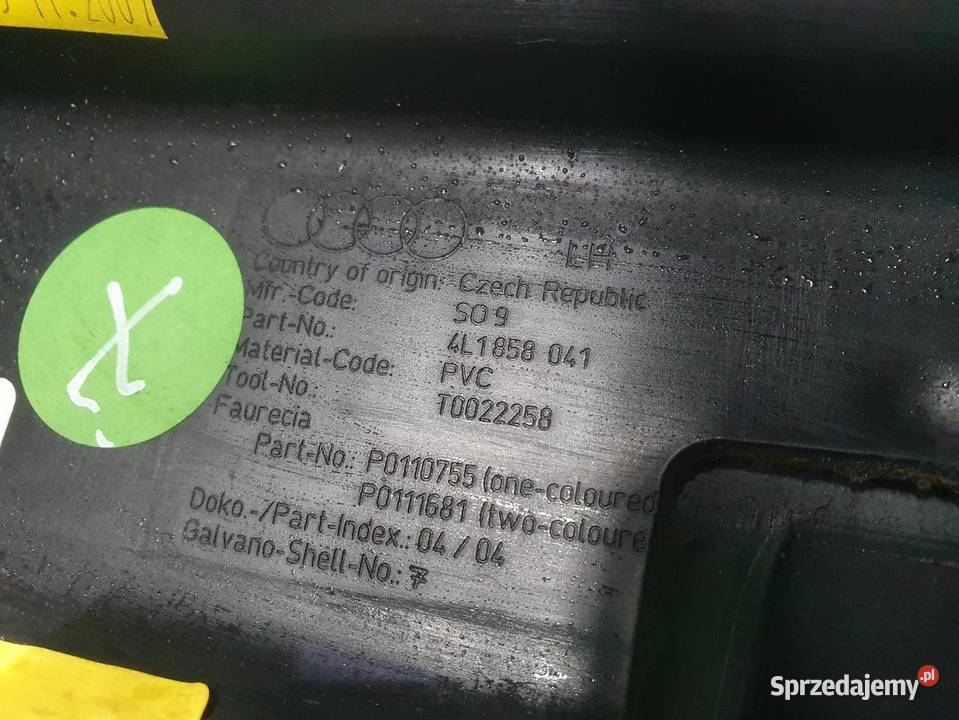 LH
Country of origin: Czech Republic
Mfr.-Code: SO 9
Part-No.: 4L1 858 041
Material-Code: PVC
Tool-No.: T0022258
Faurecia
Part-No.: P0110755 (one-coloured
P0111681 (two-coloure
Doko.-/Part-Index.: 04 / 04
Galvano-Shell-No.: 7
Sprzedajemy.pl